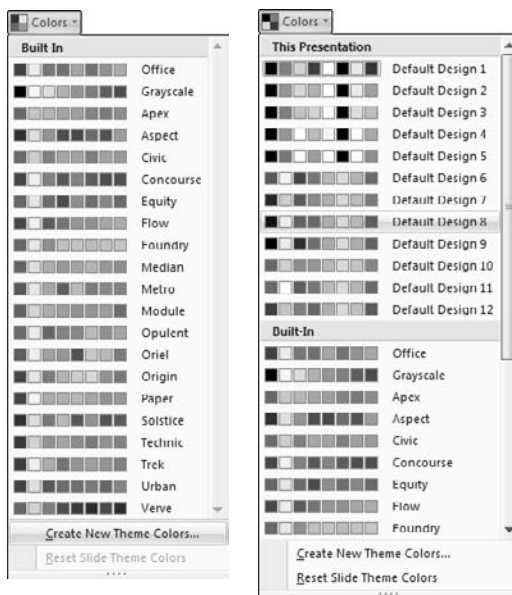 Colors
Built In
Office
Grayscale
Apex
Aspect
Civic
Concourse
Equity
Flow
Foundry
Median
Metro
Module
Opulent
Oriel
Origin
Paper
Solstice
Technic
Trek
Urban
Verve
Create New Theme Colors...
Reset Slide Theme Colors
Colors
This Presentation
Default Design 1
Default Design 2
Default Design 3
Default Design 4
Default Design 5
Default Design 6
Default Design 7
Default Design 8
Default Design 9
Default Design 10
Default Design 11
Default Design 12
Built-In
Office
Grayscale
Apex
Aspect
Civic
Concourse
Equity
Flow
Foundry
Create New Theme Colors...
Reset Slide Theme Colors